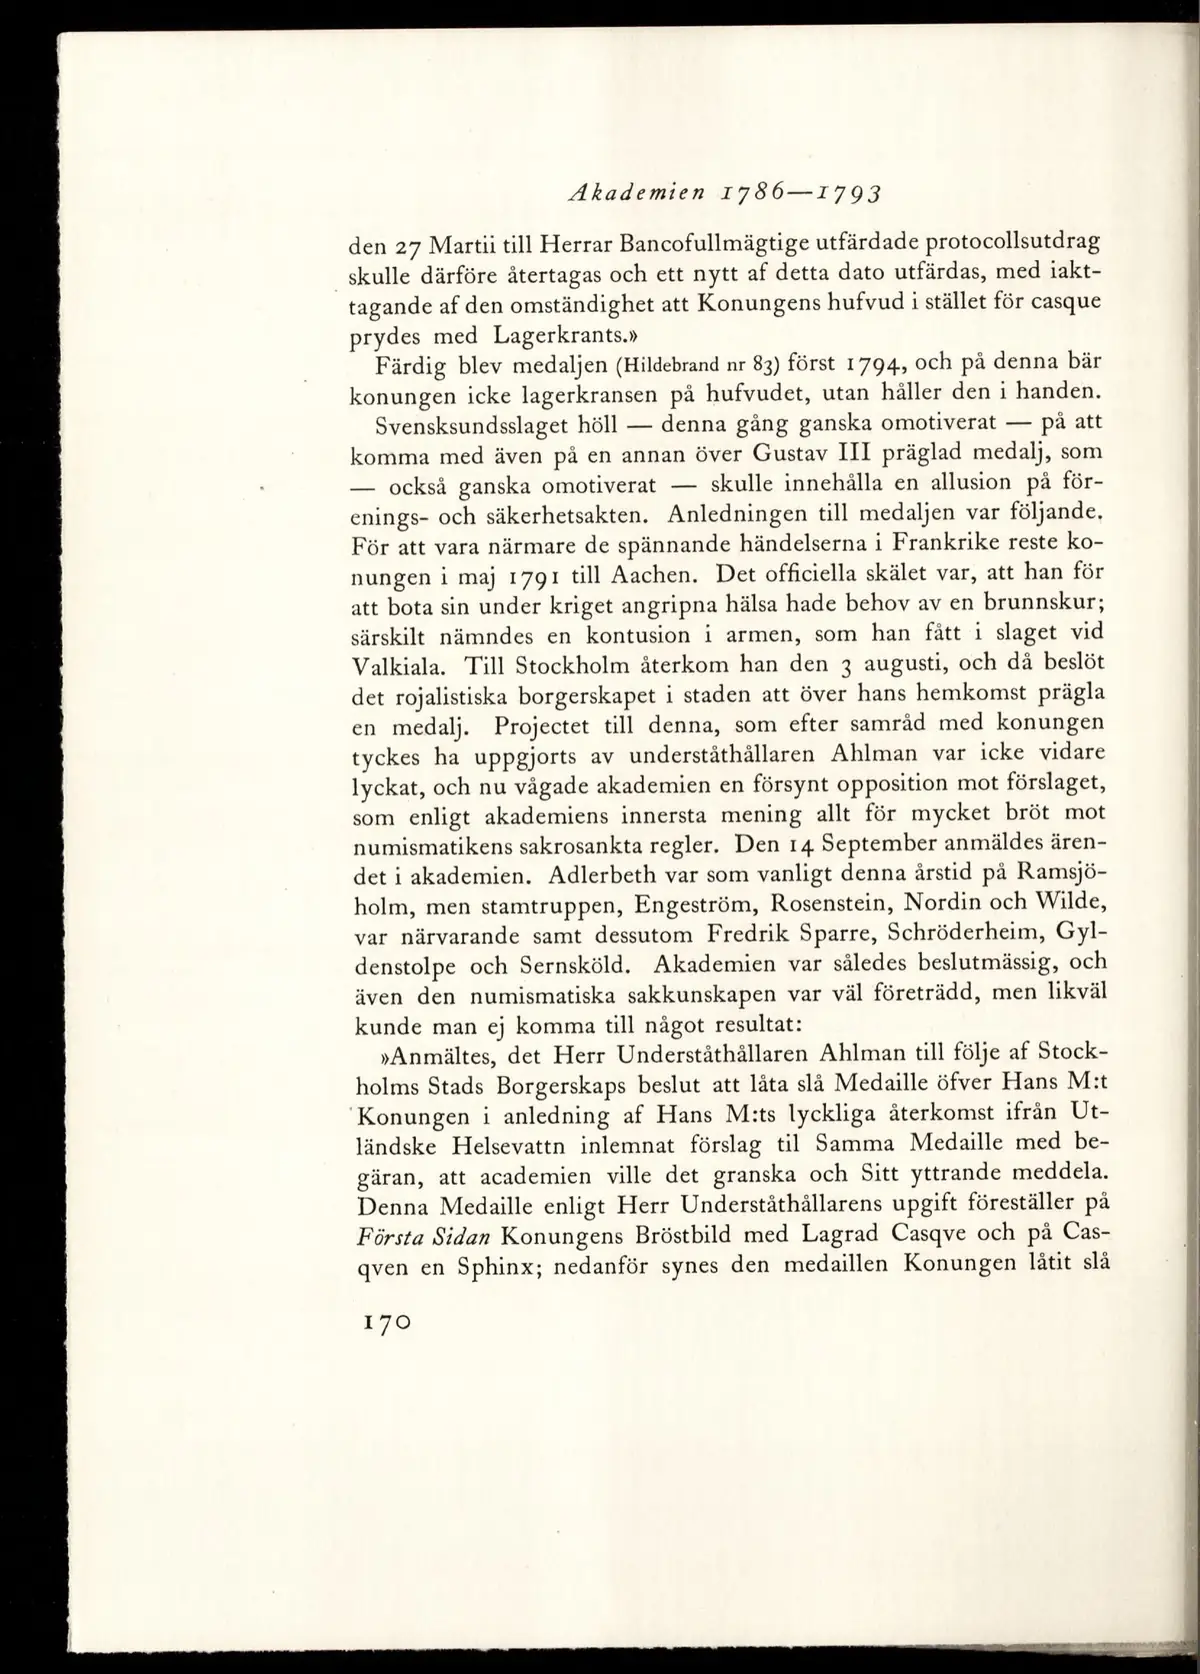 Akademien 1786—1793
den 27 Martii till Herrar Bancofullmägtige utfärdade protocollsutdrag
skulle därföre återtagas och ett nytt af detta dato utfärdas, med iakt-
tagande af den omständighet att Konungens hufvud i stället för casque
prydes med Lagerkrants.»
Färdig blev medaljen (Hildebrand nr 83) först 1794, och på denna bär
konungen icke lagerkransen på hufvudet, utan håller den i handen.
Svensksundsslaget höll — denna gång ganska omotiverat — på att
komma med även på en annan över Gustav III präglad medalj, som
— också ganska omotiverat — skulle innehålla en allusion på för-
enings- och säkerhetsakten. Anledningen till medaljen var följande.
För att vara närmare de spännande händelserna i Frankrike reste ko-
nungen i maj 1791 till Aachen. Det officiella skälet var, att han för
att bota sin under kriget angripna hälsa hade behov av en brunnskur;
särskilt nämndes en kontusion i armen, som han fått i slaget vid
Valkiala. Till Stockholm återkom han den 3 augusti, och då beslöt
det rojalistiska borgerskapet i staden att över hans hemkomst prägla
en medalj. Projectet till denna, som efter samråd med konungen
tyckes ha uppgjorts av underståthållaren Ahlman var icke vidare
lyckat, och nu vågade akademien en försynt opposition mot förslaget,
som enligt akademiens innersta mening allt för mycket bröt mot
numismatikens sakrosankta regler. Den 14 September anmäldes ären-
det i akademien. Adlerbeth var som vanligt denna årstid på Ramsjö-
holm, men stamtruppen, Engeström, Rosenstein, Nordin och Wilde,
var närvarande samt dessutom Fredrik Sparre, Schröderheim, Gyl-
denstolpe och Sernsköld. Akademien var således beslutmässig, och
även den numismatiska sakkunskapen var väl företrädd, men likväl
kunde man ej komma till något resultat:
»Anmältes, det Herr Underståthållaren Ahlman till följe af Stock-
holms Stads Borgerskaps beslut att låta slå Medaille öfver Hans M:t
Konungen i anledning af Hans M:ts lyckliga återkomst ifrån Ut-
ländske Helsevattn inlemnat förslag til Samma Medaille med be-
gäran, att academien ville det granska och Sitt yttrande meddela.
Denna Medaille enligt Herr Underståthållarens upgift föreställer på
Första Sidan Konungens Bröstbild med Lagrad Casqve och på Cas-
qven en Sphinx; nedanför synes den medaillen Konungen låtit slå
170